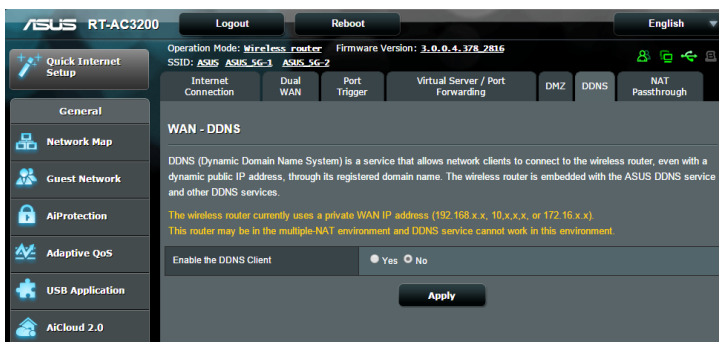 ASUS RT-AC3200 Logout Reboot English
Quick Internet Setup
General
Network Map
Guest Network
AiProtection
Adaptive QoS
USB Application
AiCloud 2.0
Operation Mode: Wireless router Firmware Version: 3.0.0.4.378_2816
SSID: ASUS ASUS_5G-1 ASUS_5G-2
Internet Connection Dual WAN Port Trigger Virtual Server / Port Forwarding DMZ DDNS NAT Passthrough
WAN - DDNS
DDNS (Dynamic Domain Name System) is a service that allows network clients to connect to the wireless router, even with a
dynamic public IP address, through its registered domain name. The wireless router is embedded with the ASUS DDNS service
and other DDNS services.
The wireless router currently uses a private WAN IP address (192.168.x.x, 10,x,x,x, or 172.16.x.x).
This router may be in the multiple-NAT environment and DDNS service cannot work in this environment.
Enable the DDNS Client Yes No
Apply